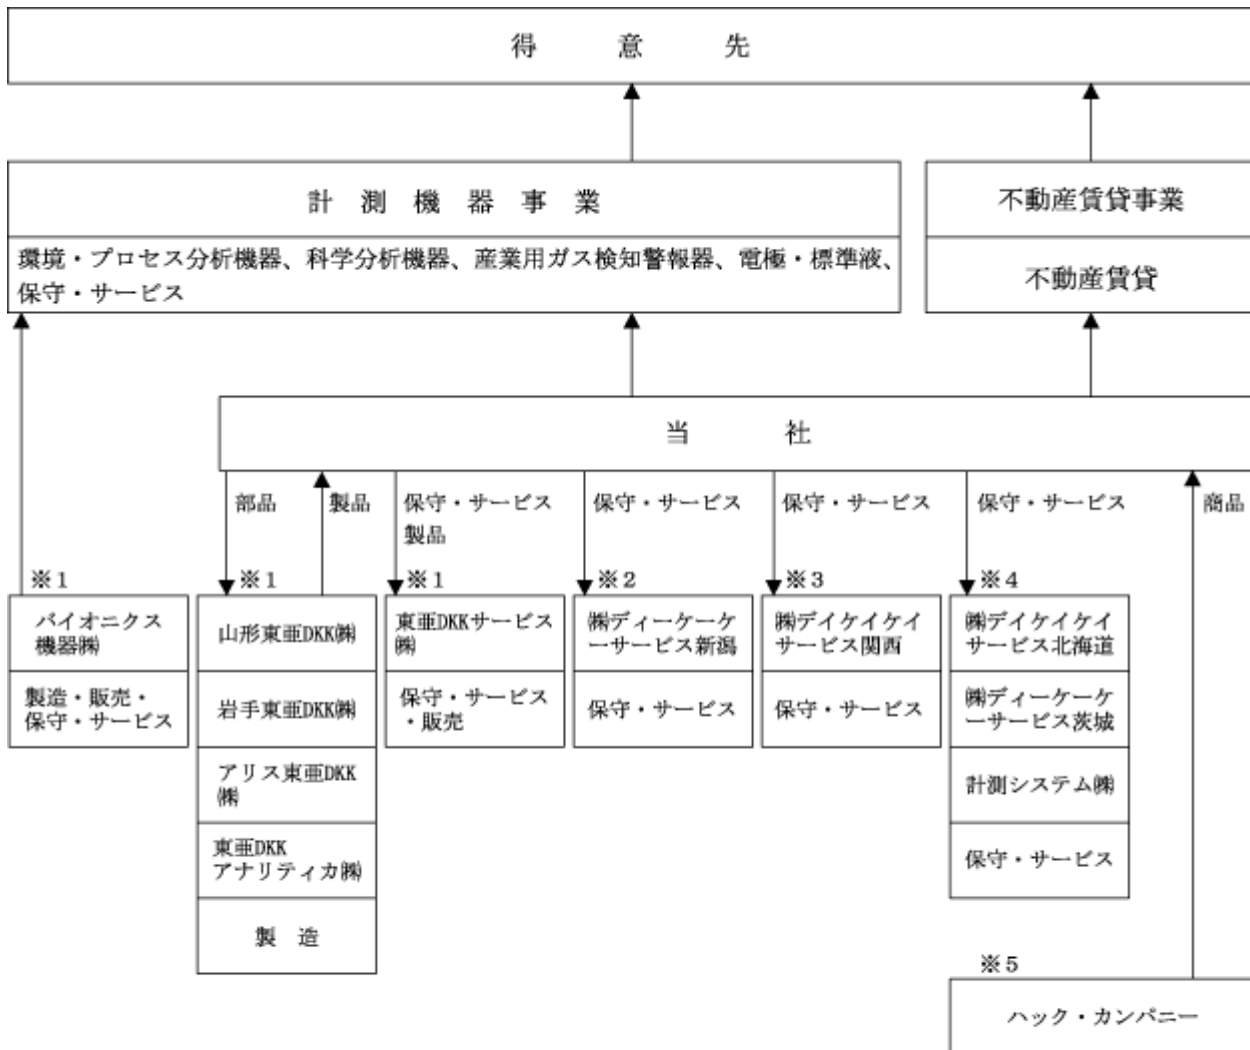 得意先
計測機器事業
環境・プロセス分析機器、科学分析機器、産業用ガス検知警報器、電極・標準液、
保守・サービス
不動産賃貸事業
不動産賃貸
当社
部品
製品
保守・サービス
製品
保守・サービス
保守・サービス
保守・サービス
商品
※1
バイオニクス
機器㈱
製造・販売・
保守・サービス
※1
山形東亜DKK㈱
岩手東亜DKK㈱
アリス東亜DKK
㈱
東亜DKK
アナリティカ㈱
製造
※1
東亜DKKサービス
㈱
保守・サービス
・販売
※2
㈱ディーケーケ
ーサービス新潟
保守・サービス
※3
㈱デイケイケイ
サービス関西
保守・サービス
※4
㈱デイケイケイ
サービス北海道
㈱ディーケーケ
ーサービス茨城
計測システム㈱
保守・サービス
※5
ハック・カンパニー